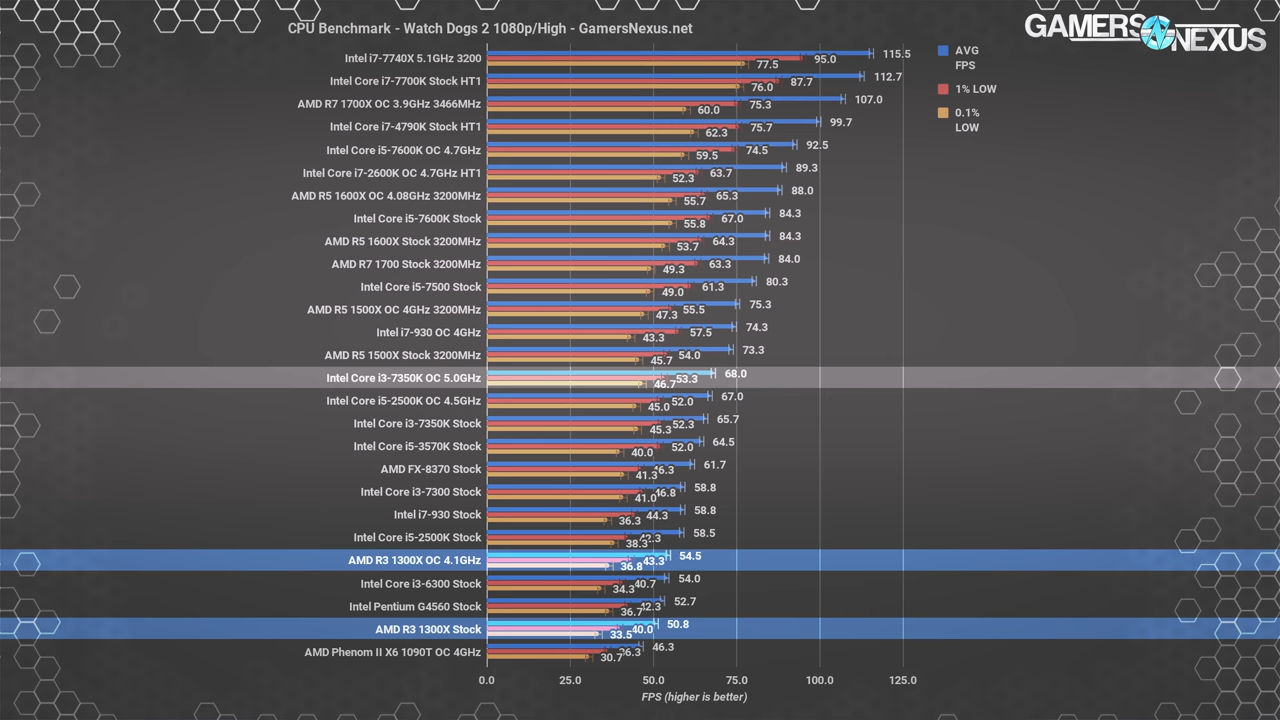 CPU Benchmark - Watch Dogs 2 1080p/High - GamersNexus.net
GAMERS NEXUS
AVG FPS
1% LOW
0.1% LOW
Intel i7-7740X 5.1GHz 3200 115.5 95.0 77.5
Intel Core i7-7700K Stock HT1 112.7 87.7 76.0
AMD R7 1700X OC 3.9GHz 3466MHz 107.0 75.3 60.0
Intel Core i7-4790K Stock HT1 99.7 75.7 62.3
Intel Core i5-7600K OC 4.7GHz 92.5 74.5 59.5
Intel Core i7-2600K OC 4.7GHz HT1 89.3 63.7 52.3
AMD R5 1600X OC 4.08GHz 3200MHz 88.0 65.3 55.7
Intel Core i5-7600K Stock 84.3 67.0 55.8
AMD R5 1600X Stock 3200MHz 84.3 64.3 53.7
AMD R7 1700 Stock 3200MHz 84.0 63.3 49.3
Intel Core i5-7500 Stock 80.3 61.3 49.0
AMD R5 1500X OC 4GHz 3200MHz 75.3 55.5 47.3
Intel i7-930 OC 4GHz 74.3 57.5 43.3
AMD R5 1500X Stock 3200MHz 73.3 54.0 45.7
Intel Core i3-7350K OC 5.0GHz 68.0 53.3 46.7
Intel Core i5-2500K OC 4.5GHz 67.0 52.0 45.0
Intel Core i3-7350K Stock 65.7 52.3 45.3
Intel Core i5-3570K Stock 64.5 52.0 40.0
AMD FX-8370 Stock 61.7 46.3 41.3
Intel Core i3-7300 Stock 58.8 46.8 41.0
Intel i7-930 Stock 58.8 44.3 36.3
Intel Core i5-2500K Stock 58.5 42.3 38.3
AMD R3 1300X OC 4.1GHz 54.5 43.3 36.8
Intel Core i3-6300 Stock 54.0 40.7 34.3
Intel Pentium G4560 Stock 52.7 42.3 36.7
AMD R3 1300X Stock 50.8 40.0 33.5
AMD Phenom II X6 1090T OC 4GHz 46.3 36.3 30.7
0.0 25.0 50.0 75.0 100.0 125.0
FPS (higher is better)